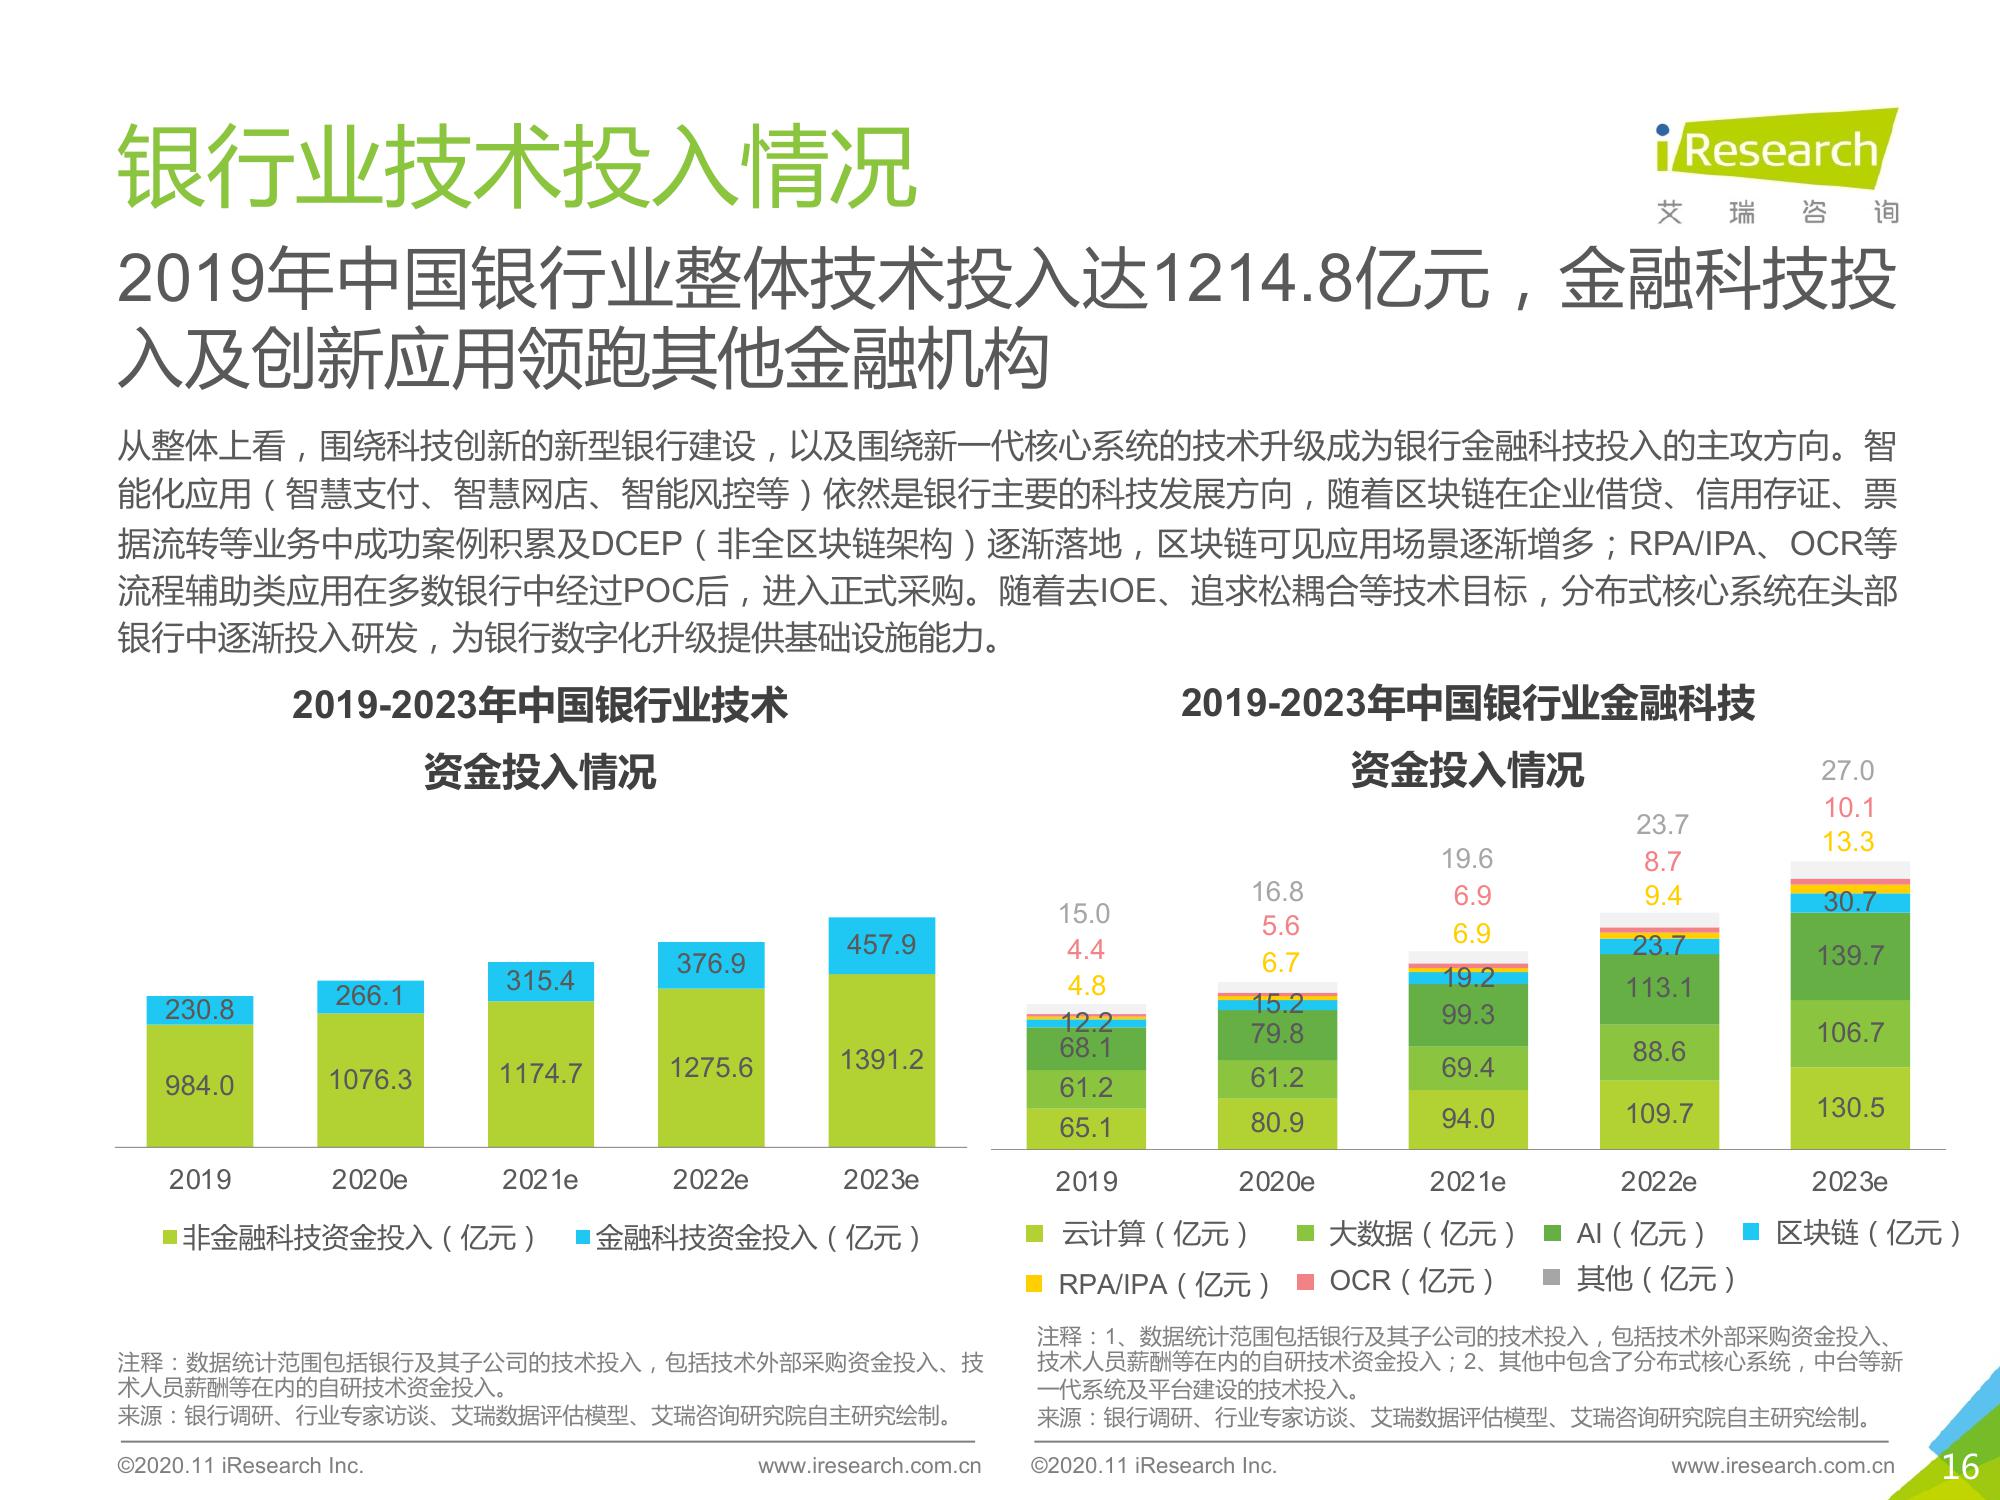 银行业技术投入情况
iResearch
艾瑞咨询
2019年中国银行业整体技术投入达1214.8亿元，金融科技投
入及创新应用领跑其他金融机构
从整体上看，围绕科技创新的新型银行建设，以及围绕新一代核心系统的技术升级成为银行金融科技投入的主攻方向。智
能化应用（智慧支付、智慧网店、智能风控等）依然是银行主要的科技发展方向，随着区块链在企业借贷、信用存证、票
据流转等业务中成功案例积累及DCEP（非全区块链架构）逐渐落地，区块链可见应用场景逐渐增多；RPA/IPA、OCR等
流程辅助类应用在多数银行中经过POC后，进入正式采购。随着去IOE、追求松耦合等技术目标，分布式核心系统在头部
银行中逐渐投入研发，为银行数字化升级提供基础设施能力。
2019-2023年中国银行业技术
资金投入情况
230.8 266.1 315.4 376.9 457.9
984.0 1076.3 1174.7 1275.6 1391.2
2019 2020e 2021e 2022e 2023e
非金融科技资金投入（亿元） 金融科技资金投入（亿元）
注释：数据统计范围包括银行及其子公司的技术投入，包括技术外部采购资金投入、技
术人员薪酬等在内的自研技术资金投入。
来源：银行调研、行业专家访谈、艾瑞数据评估模型、艾瑞咨询研究院自主研究绘制。
©2020.11 iResearch Inc. www.iresearch.com.cn
2019-2023年中国银行业金融科技
资金投入情况
15.0 16.8 19.6 23.7 27.0
4.4 5.6 6.9 8.7 10.1
4.8 6.7 6.9 9.4 13.3
12.2 15.2 19.2 23.7 30.7
68.1 79.8 99.3 113.1 139.7
61.2 61.2 69.4 88.6 106.7
65.1 80.9 94.0 109.7 130.5
2019 2020e 2021e 2022e 2023e
云计算（亿元） 大数据（亿元） AI（亿元） 区块链（亿元）
RPA/IPA（亿元） OCR（亿元） 其他（亿元）
注释：1、数据统计范围包括银行及其子公司的技术投入，包括技术外部采购资金投入、
技术人员薪酬等在内的自研技术资金投入；2、其他中包含了分布式核心系统，中台等新
一代系统及平台建设的技术投入。
来源：银行调研、行业专家访谈、艾瑞数据评估模型、艾瑞咨询研究院自主研究绘制。
©2020.11 iResearch Inc. www.iresearch.com.cn
16